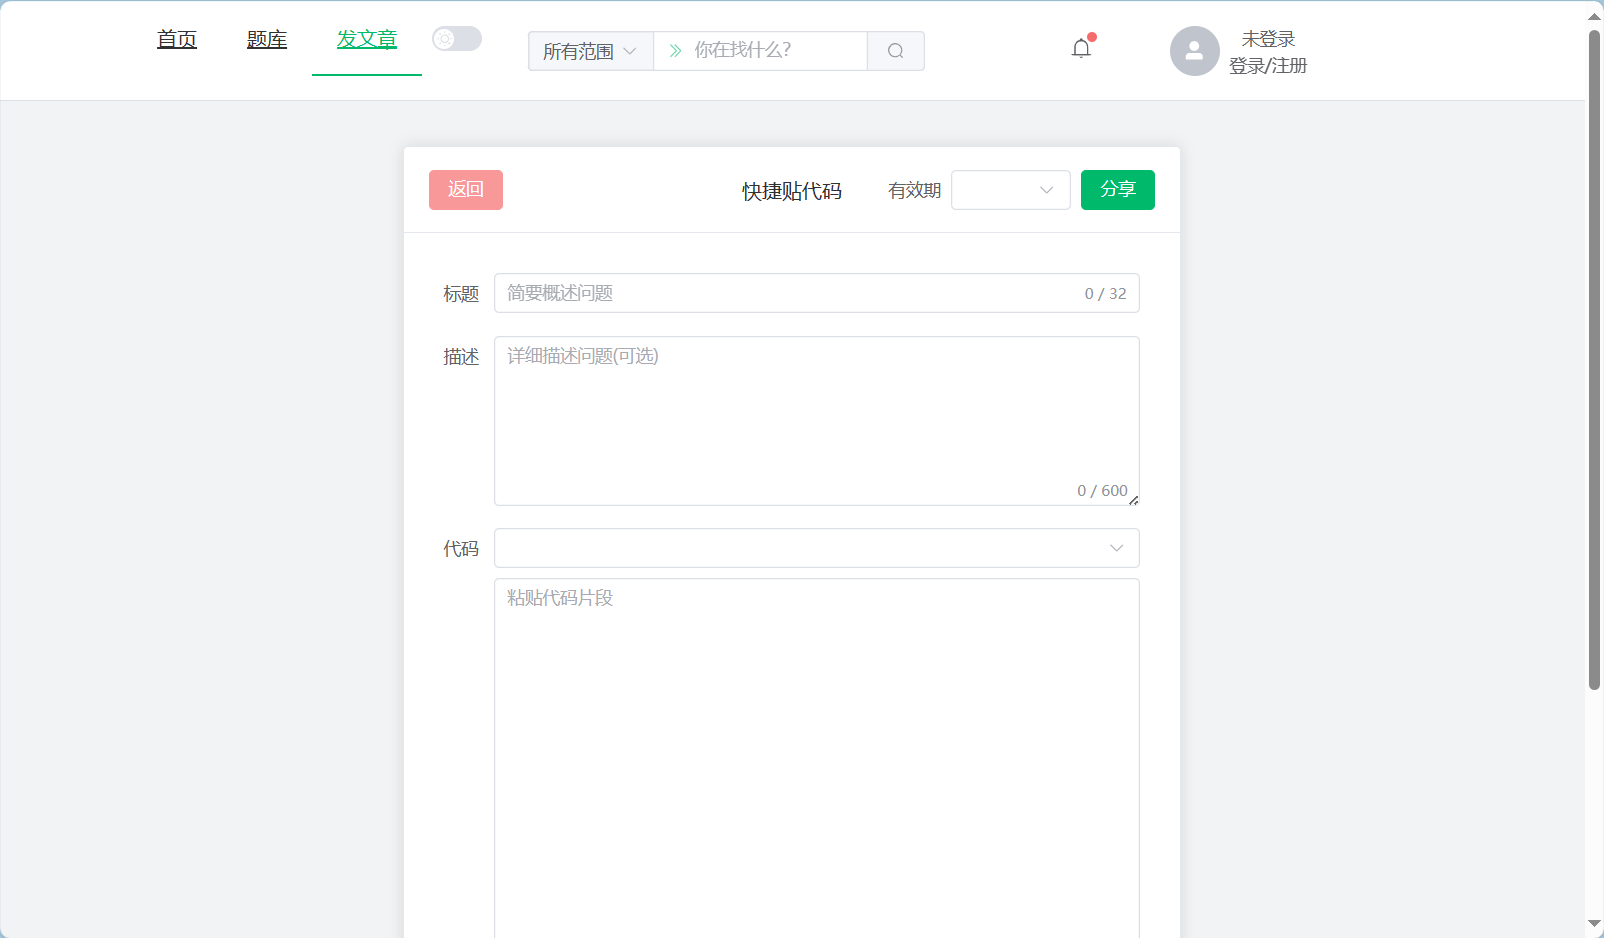 首页 题库 发文章 所有范围 你在找什么? 未登录
登录/注册
返回 快捷贴代码 有效期 分享
标题 简要概述问题 0 / 32
描述 详细描述问题(可选)
0 / 600
代码
粘贴代码片段